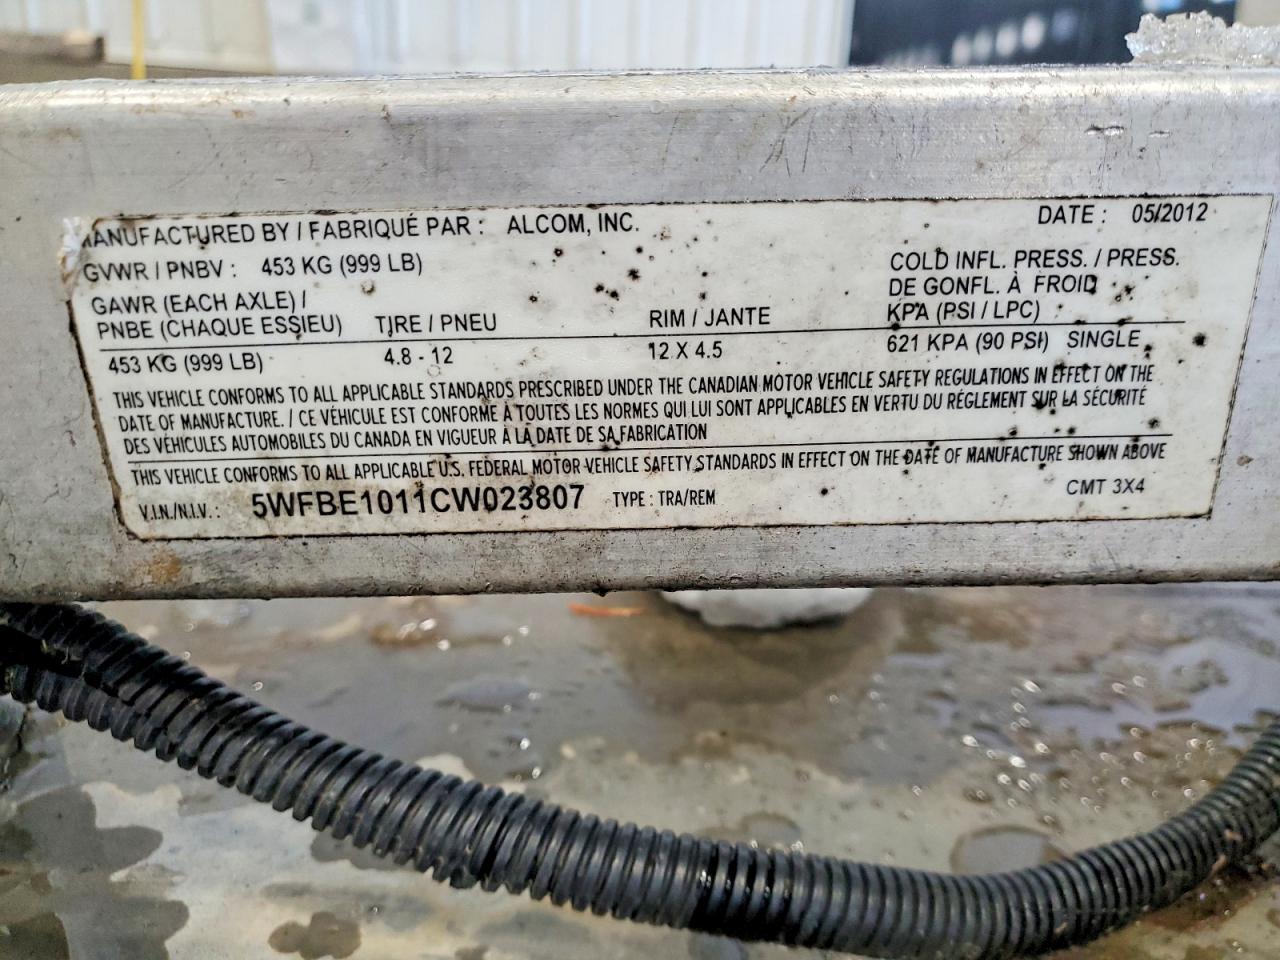 MANUFACTURED BY / FABRIQUÉ PAR : ALCOM, INC. DATE : 05/2012
GVWR / PNBV : 453 KG (999 LB)
GAWR (EACH AXLE) /
PNBE (CHAQUE ESSIEU) TIRE / PNEU RIM / JANTE
COLD INFL. PRESS. / PRESS.
DE GONFL. À FROID
KPA (PSI / LPC)
453 KG (999 LB) 4.8 - 12 12 X 4.5 621 KPA (90 PSI) SINGLE
THIS VEHICLE CONFORMS TO ALL APPLICABLE STANDARDS PRESCRIBED UNDER THE CANADIAN MOTOR VEHICLE SAFETY REGULATIONS IN EFFECT ON THE
DATE OF MANUFACTURE. / CE VÉHICULE EST CONFORME À TOUTES LES NORMES QUI LUI SONT APPLICABLES EN VERTU DU RÉGLEMENT SUR LA SÉCURITÉ
DES VÉHICULES AUTOMOBILES DU CANADA EN VIGUEUR À LA DATE DE SA FABRICATION
THIS VEHICLE CONFORMS TO ALL APPLICABLE U.S. FEDERAL MOTOR VEHICLE SAFETY STANDARDS IN EFFECT ON THE DATE OF MANUFACTURE SHOWN ABOVE
V.I.N./N.I.V. : 5WFBE1011CW023807 TYPE : TRA/REM CMT 3X4